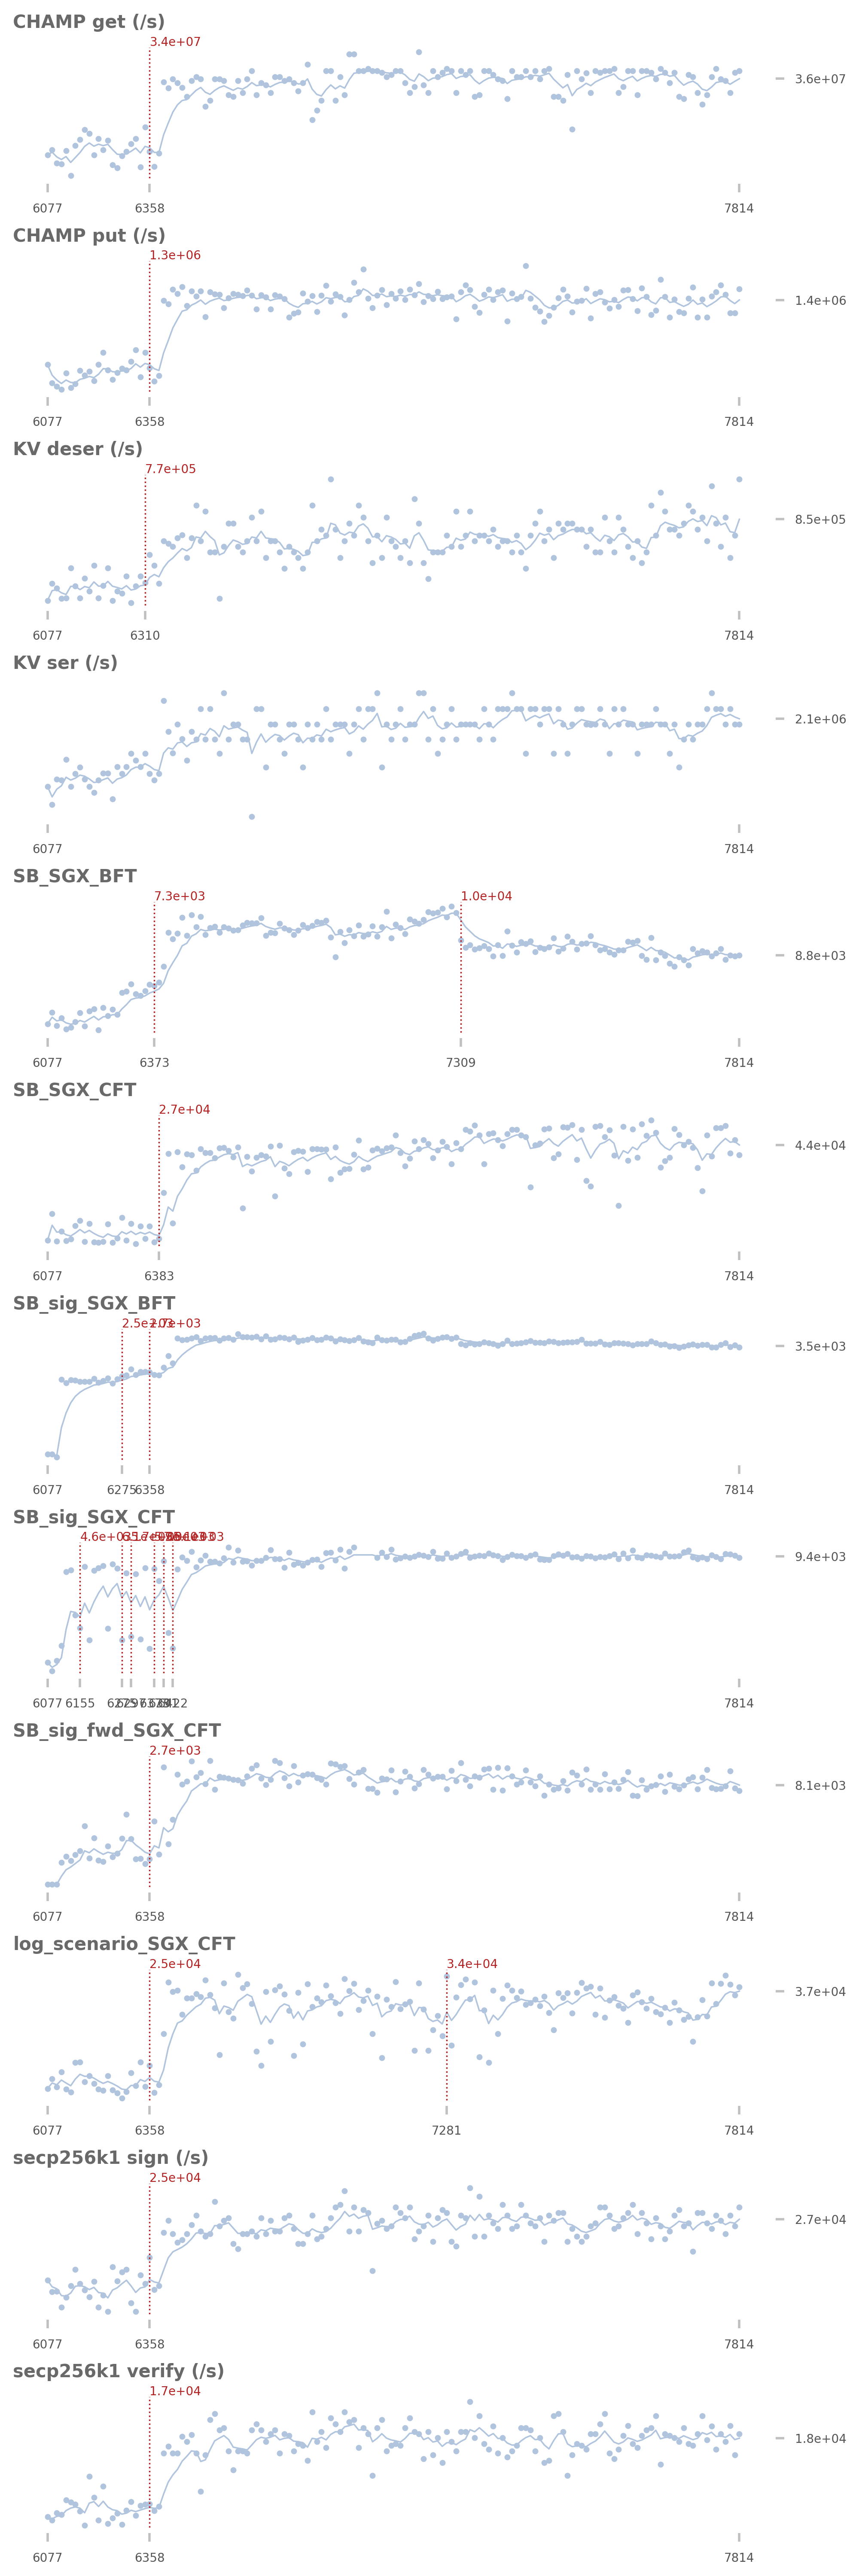 CHAMP get (/s)
3.4e+07
3.6e+07
6077 6358 7814
CHAMP put (/s)
1.3e+06
1.4e+06
6077 6358 7814
KV deser (/s)
7.7e+05
8.5e+05
6077 6310 7814
KV ser (/s)
2.1e+06
6077 7814
SB_SGX_BFT
7.3e+03 1.0e+04
8.8e+03
6077 6373 7309 7814
SB_SGX_CFT
2.7e+04
4.4e+04
6077 6383 7814
SB_sig_SGX_BFT
3.5e+03
6077 6275 6358 7814
SB_sig_SGX_CFT
9.4e+03
6077 6155 7814
SB_sig_fwd_SGX_CFT
2.7e+03
8.1e+03
6077 6358 7814
log_scenario_SGX_CFT
2.5e+04 3.4e+04
3.7e+04
6077 6358 7281 7814
secp256k1 sign (/s)
2.5e+04
2.7e+04
6077 6358 7814
secp256k1 verify (/s)
1.7e+04
1.8e+04
6077 6358 7814